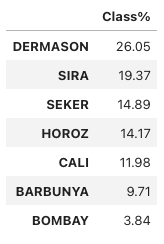 Class%
DERMASON 26.05
SIRA 19.37
SEKER 14.89
HOROZ 14.17
CALI 11.98
BARBUNYA 9.71
BOMBAY 3.84